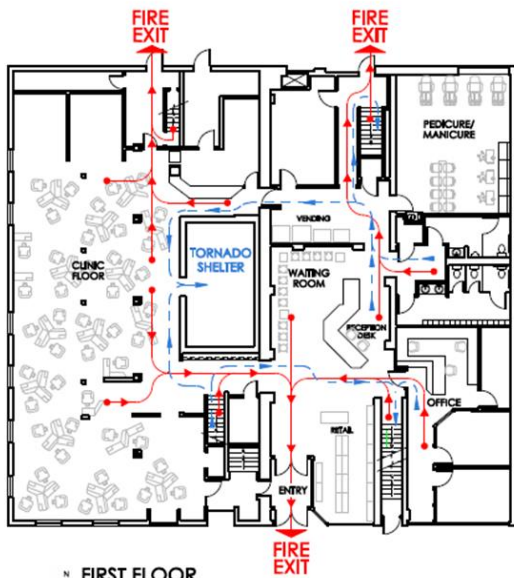 FIRE
EXIT
FIRE
EXIT
PEDICURE/
MANICURE
VENDING
TORNADO
SHELTER
CLINIC
FLOOR
WAITING
ROOM
RECEPTION
DESK
OFFICE
RETAIL
ENTRY
FIRE
EXIT
N
FIRST FLOOR